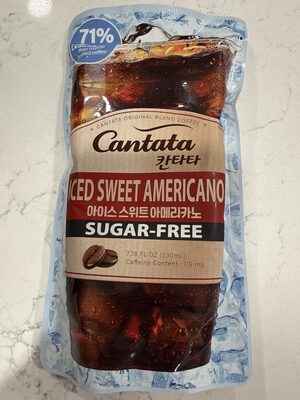 71%
CANTATA ORIGINAL BLEND COFFEE
Cantata
칸타타
ICED SWEET AMERICANO
아이스 스위트 아메리카노
SUGAR-FREE
7.78 FL OZ (230mL)
Caffeine Content : 119 mg